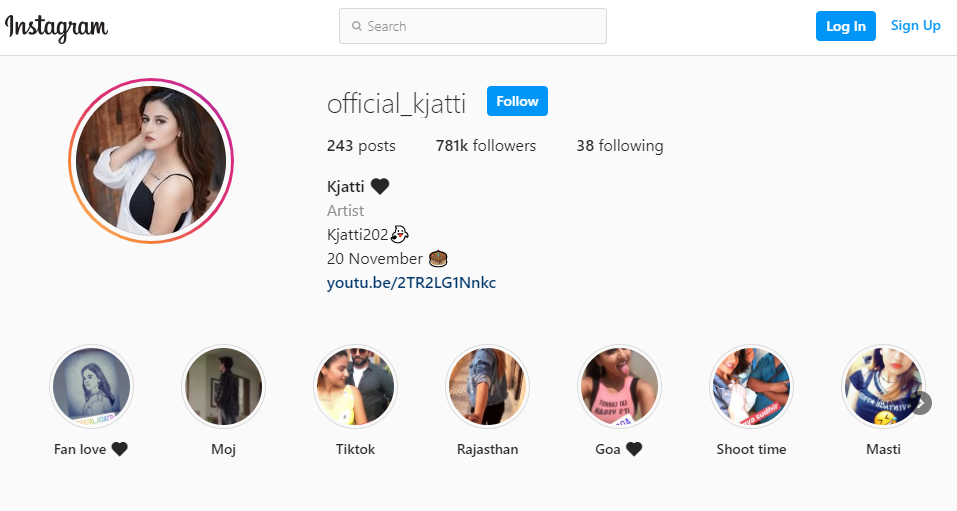 Instagram
Search
Log In Sign Up
official_kjatti Follow
243 posts 781k followers 38 following
Kjatti 🖤
Artist
Kjatti202👻
20 November 🎂
youtu.be/2TR2LG1Nnkc
Fan love 🖤 Moj Tiktok Rajasthan Goa 🖤 Shoot time Masti